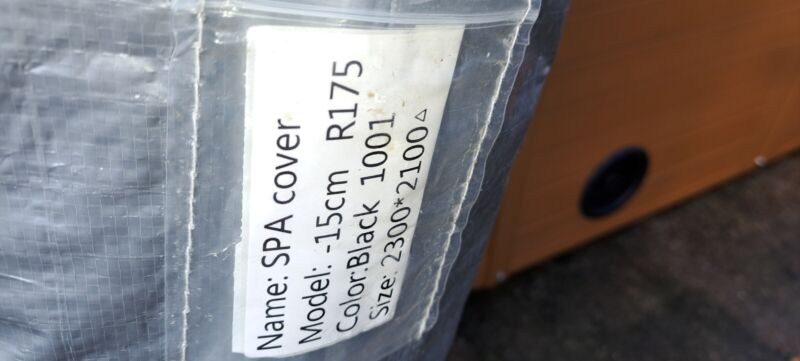 Name: SPA cover
Model: -15cm R175
Color:Black 1001
Size: 2300*2100△